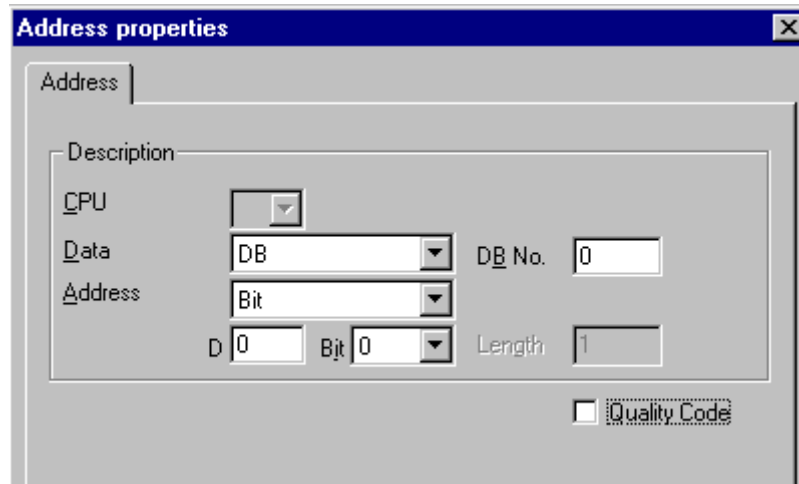 Address properties
Address
Description
CPU
Data DB DB No. 0
Address Bit
D 0 Bit 0 Length 1
Quality Code